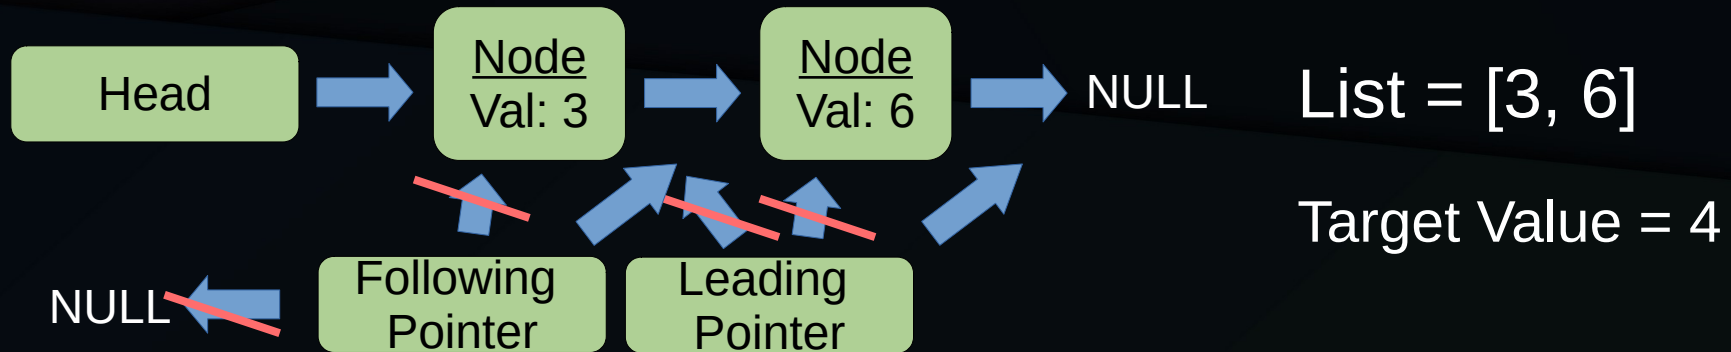 Head
Node
Val: 3
Node
Val: 6
NULL
List = [3, 6]
Target Value = 4
NULL
Following
Pointer
Leading
Pointer